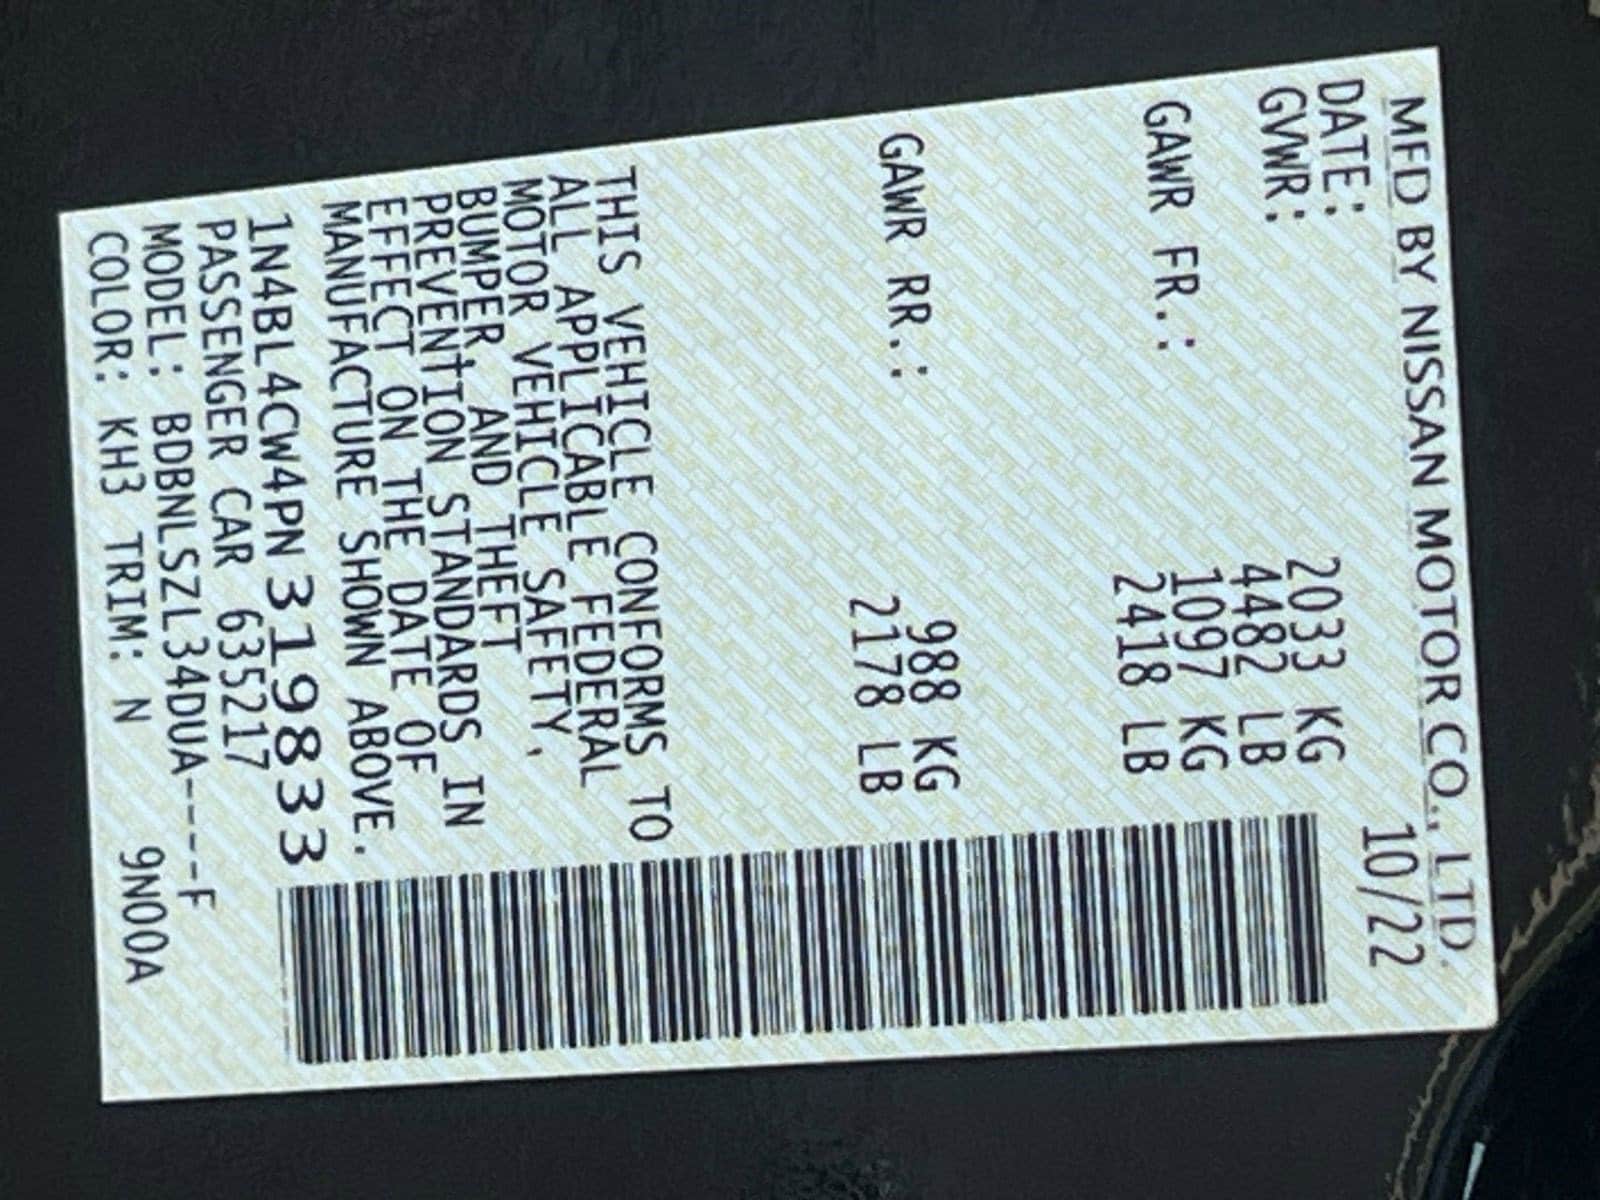 MFD BY NISSAN MOTOR CO., LTD.
DATE: 10/22
GVWR: 2033 KG
4482 LB
GAWR FR.: 1097 KG
2418 LB
GAWR RR.: 988 KG
2178 LB
THIS VEHICLE CONFORMS TO
ALL APPLICABLE FEDERAL
MOTOR VEHICLE SAFETY,
BUMPER, AND THEFT
PREVENTION STANDARDS IN
EFFECT ON THE DATE OF
MANUFACTURE SHOWN ABOVE.
1N4BL4CW4PN319833
PASSENGER CAR 635217
MODEL: BDBNLSZL34DUA----F
COLOR: KH3 TRIM: N 9N00A